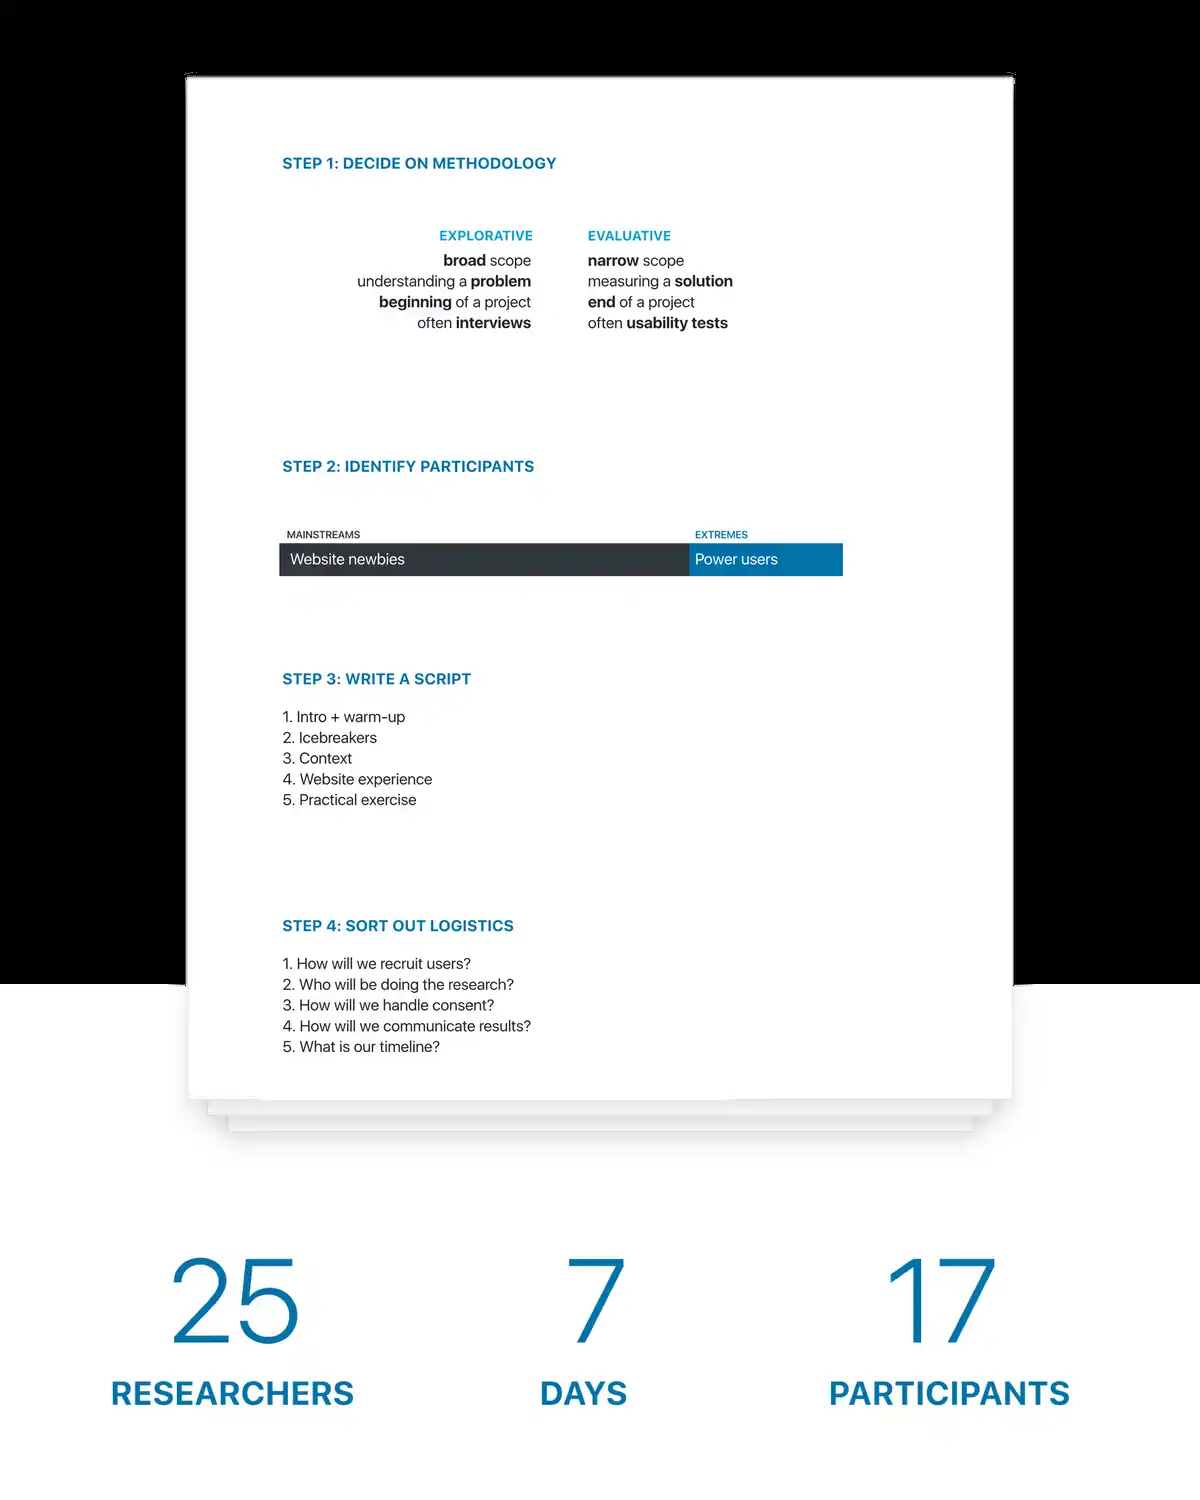 STEP 1: DECIDE ON METHODOLOGY
EXPLORATIVE
broad scope
understanding a problem
beginning of a project
often interviews
EVALUATIVE
narrow scope
measuring a solution
end of a project
often usability tests
STEP 2: IDENTIFY PARTICIPANTS
MAINSTREAMS
Website newbies
EXTREMES
Power users
STEP 3: WRITE A SCRIPT
1. Intro + warm-up
2. Icebreakers
3. Context
4. Website experience
5. Practical exercise
STEP 4: SORT OUT LOGISTICS
1. How will we recruit users?
2. Who will be doing the research?
3. How will we handle consent?
4. How will we communicate results?
5. What is our timeline?
25
RESEARCHERS
7
DAYS
17
PARTICIPANTS